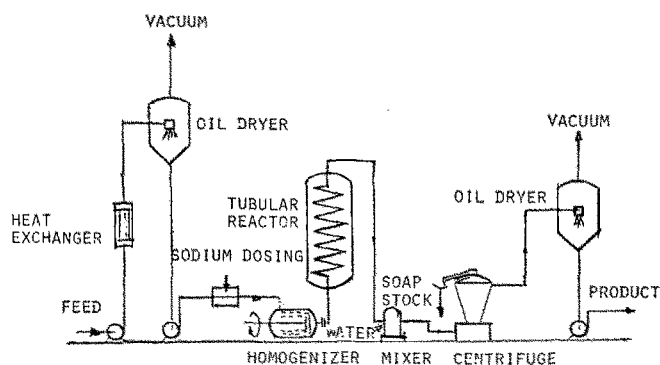 VACUUM
OIL DRYER
VACUUM
TUBULAR
REACTOR
OIL DRYER
HEAT
EXCHANGER
SODIUM DOSING
SOAP
STOCK
FEED
PRODUCT
WATER
HOMOGENIZER
MIXER
CENTRIFUGE